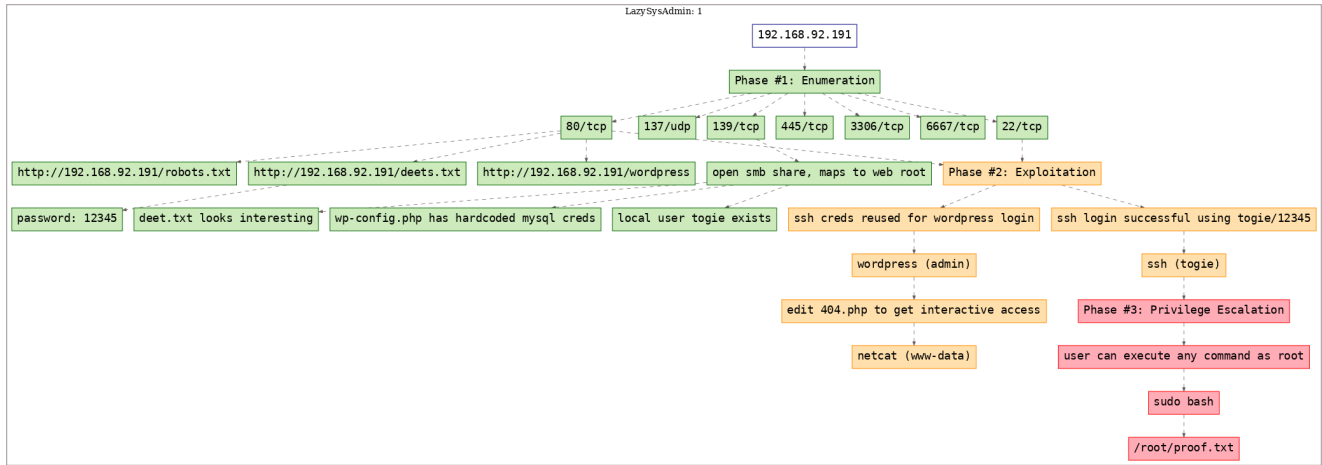 LazySysAdmin: 1
192.168.92.191
Phase #1: Enumeration
80/tcp
137/udp
139/tcp
445/tcp
3306/tcp
6667/tcp
22/tcp
http://192.168.92.191/robots.txt
http://192.168.92.191/deets.txt
http://192.168.92.191/wordpress
open smb share, maps to web root
Phase #2: Exploitation
password: 12345
deet.txt looks interesting
wp-config.php has hardcoded mysql creds
local user togie exists
ssh creds reused for wordpress login
ssh login successful using togie/12345
wordpress (admin)
ssh (togie)
edit 404.php to get interactive access
Phase #3: Privilege Escalation
netcat (www-data)
user can execute any command as root
sudo bash
/root/proof.txt